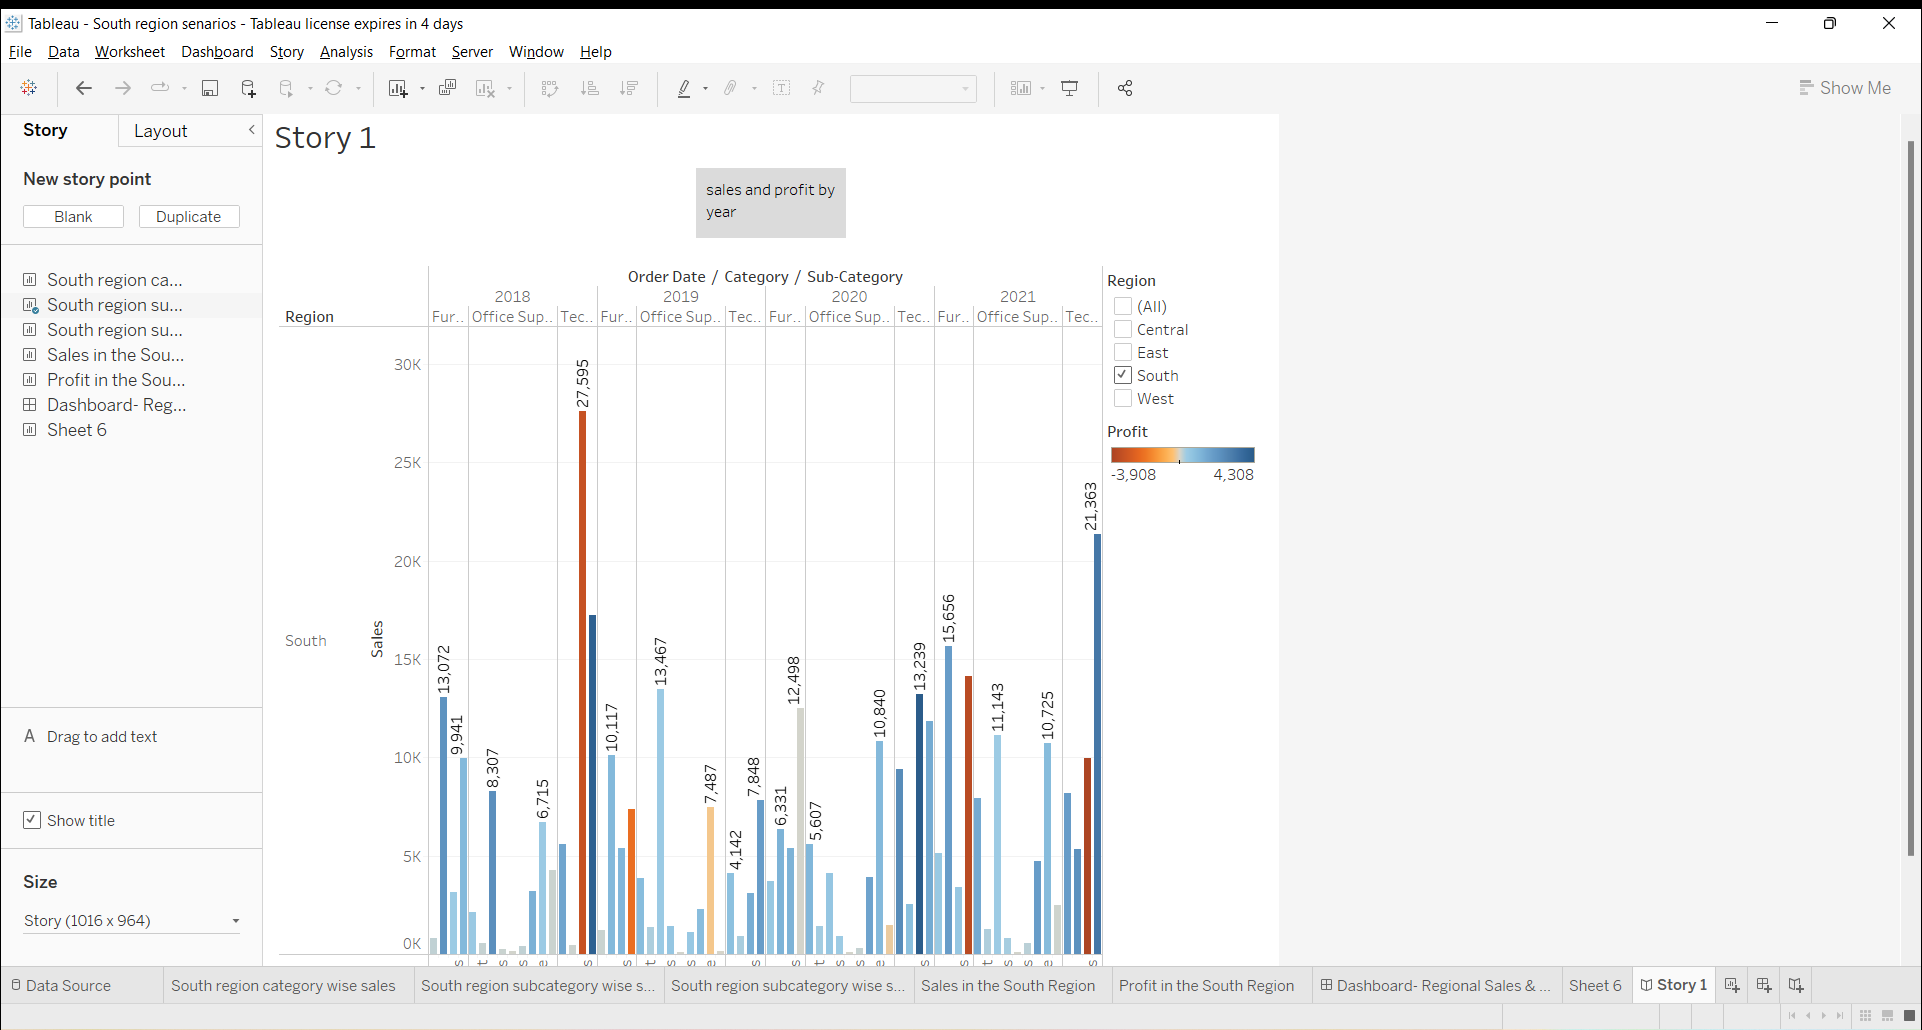 Tableau - South region senarios - Tableau license expires in 4 days
File Data Worksheet Dashboard Story Analysis Format Server Window Help
Show Me
Story Layout
New story point
Blank Duplicate
South region ca...
South region su...
South region su...
Sales in the Sou...
Profit in the Sou...
Dashboard- Reg...
Sheet 6
A Drag to add text
Show title
Size
Story (1016 x 964)
Story 1
sales and profit by
year
Order Date / Category / Sub-Category
2018 2019 2020 2021
Region Fur.. Office Sup.. Tec.. Fur.. Office Sup.. Tec.. Fur.. Office Sup.. Tec.. Fur.. Office Sup.. Tec..
30K
25K
20K
15K
10K
5K
0K
South
Sales
13,072
9,941
8,307
6,715
27,595
10,117
13,467
7,487
4,142
7,848
6,331
12,498
5,607
10,840
13,239
15,656
11,143
10,725
21,363
Region
(All)
Central
East
South
West
Profit
-3,908 4,308
Data Source South region category wise sales South region subcategory wise s... South region subcategory wise s... Sales in the South Region Profit in the South Region Dashboard- Regional Sales & ... Sheet 6 Story 1